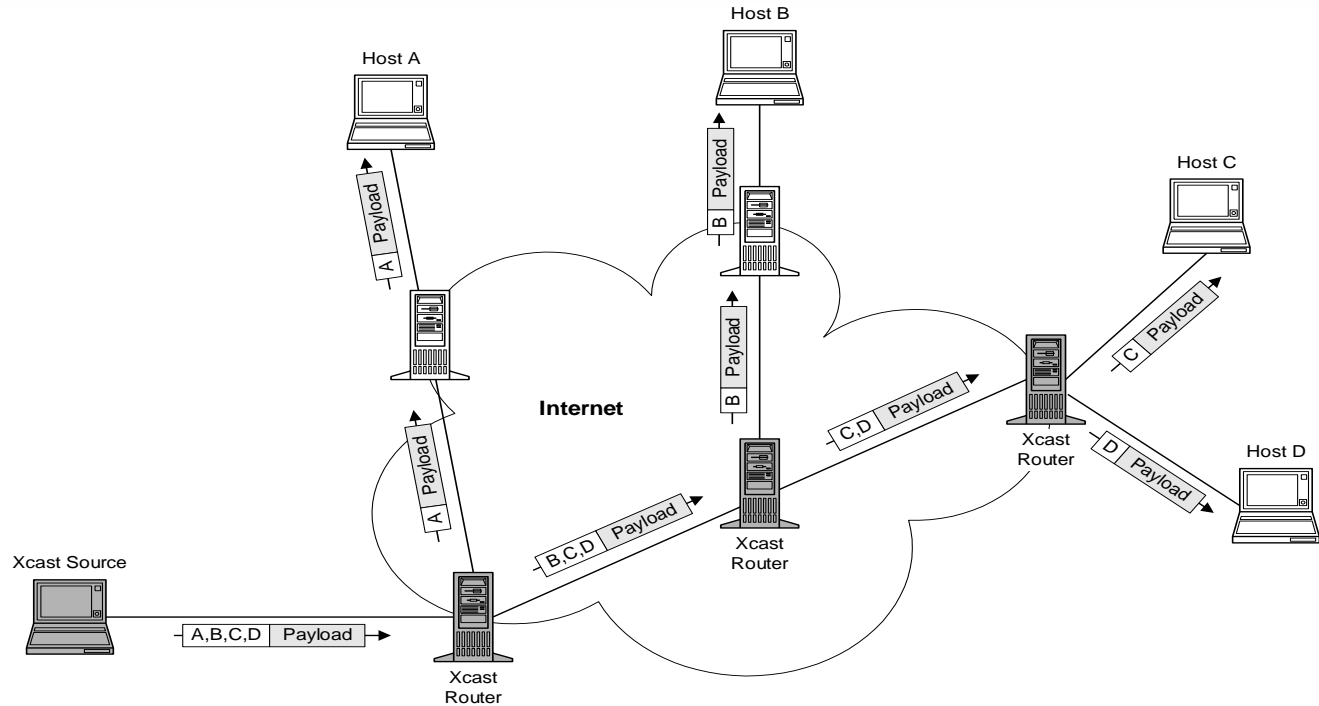 Host B
Host A
Payload
B
Host C
Payload
A
Payload
C
Payload
B
Internet
Payload
C,D
Xcast
Router
Payload
D
Host D
Payload
A
Payload
B,C,D
Xcast
Router
Xcast Source
A,B,C,D Payload
Xcast
Router